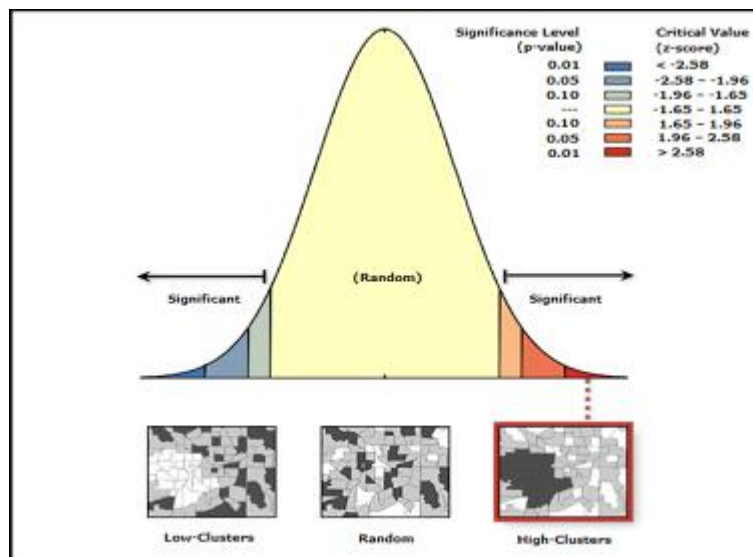 Significance Level
(p-value)
Critical Value
(z-score)
0.01 < -2.58
0.05 -2.58 – -1.96
0.10 -1.96 – -1.65
--- -1.65 – 1.65
0.10 1.65 – 1.96
0.05 1.96 – 2.58
0.01 > 2.58
(Random)
Significant
Significant
Low-Clusters
Random
High-Clusters